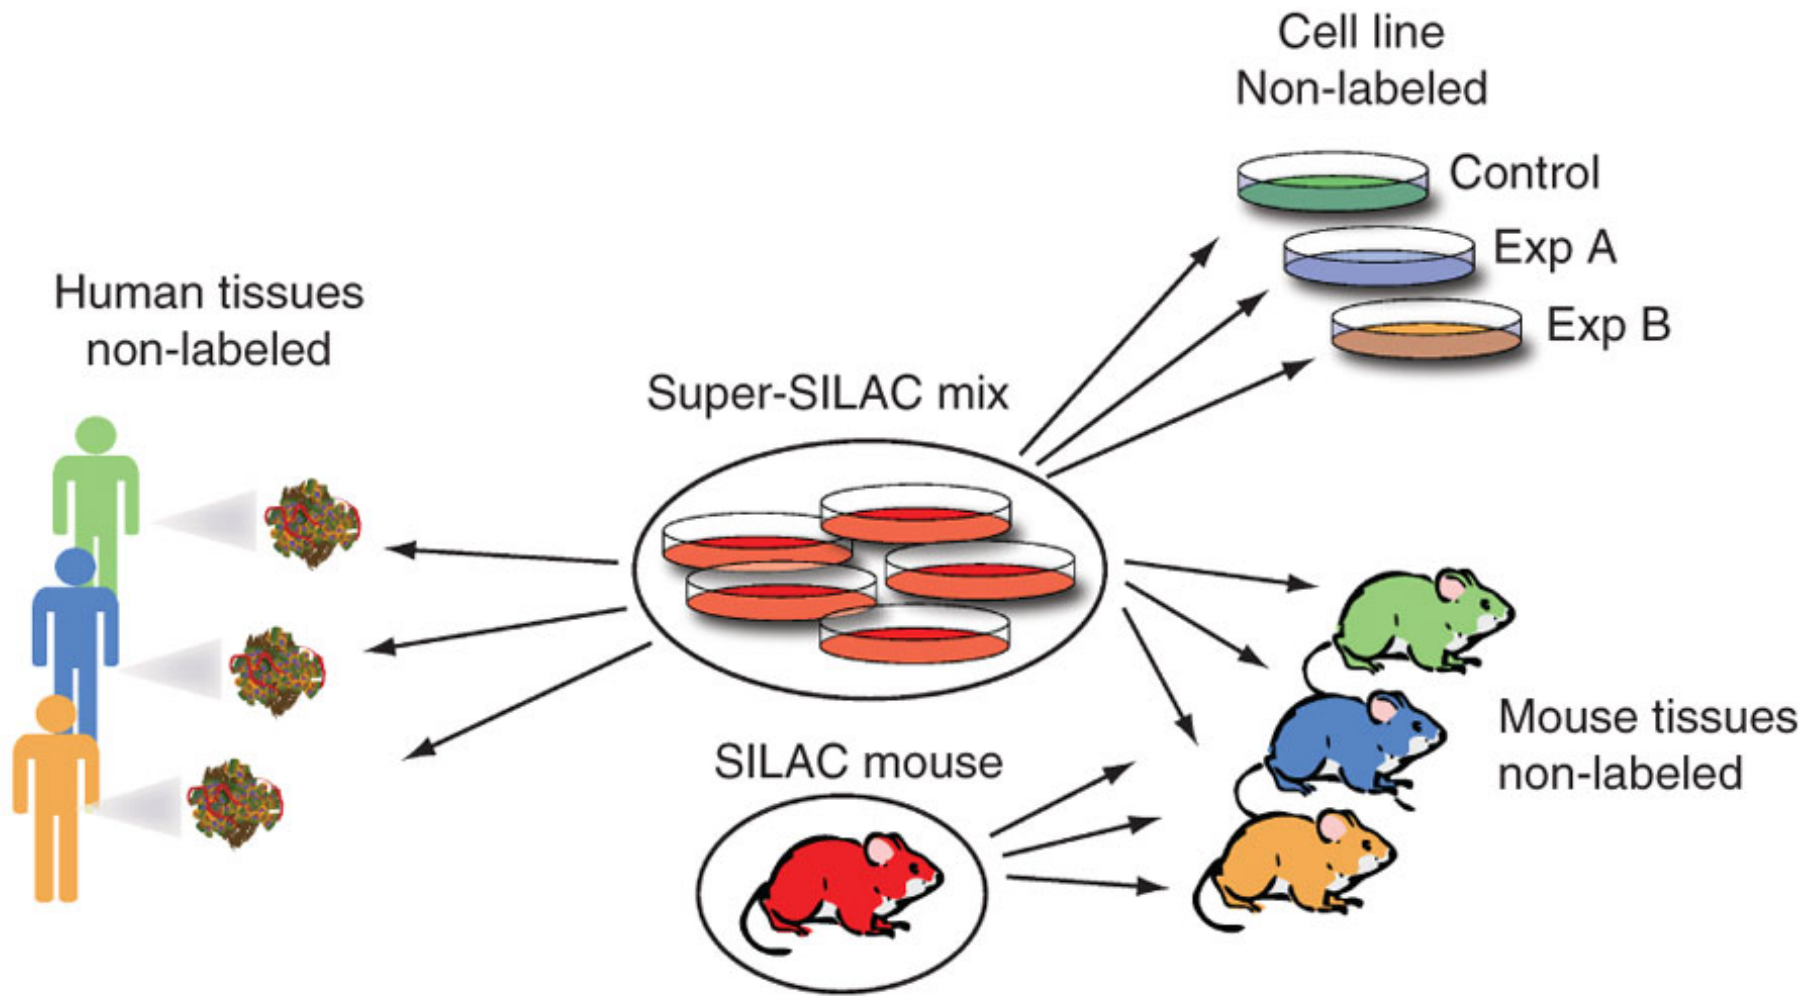 Cell line
Non-labeled
Control
Exp A
Exp B
Human tissues
non-labeled
Super-SILAC mix
SILAC mouse
Mouse tissues
non-labeled